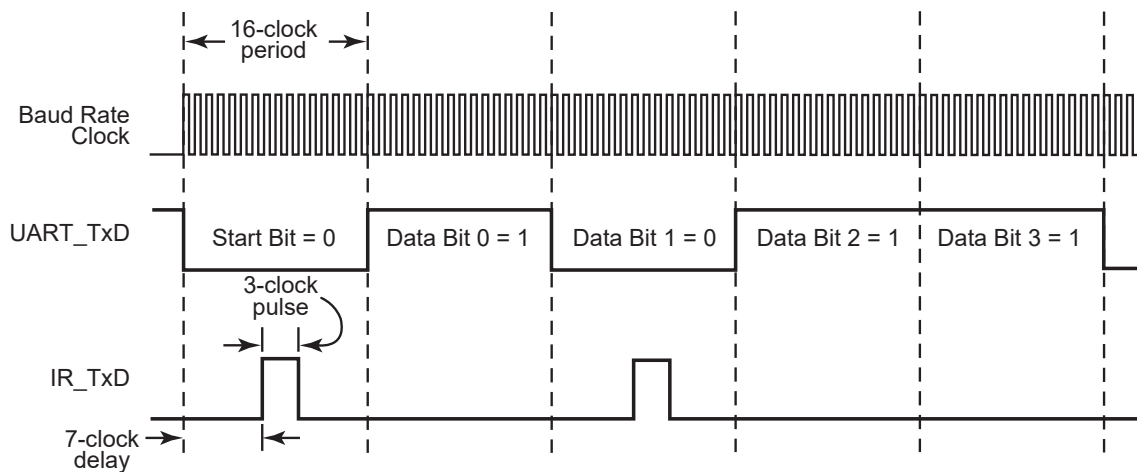 16-clock
period
Baud Rate
Clock
UART_TxD
Start Bit = 0
Data Bit 0 = 1
Data Bit 1 = 0
Data Bit 2 = 1
Data Bit 3 = 1
3-clock
pulse
IR_TxD
7-clock
delay